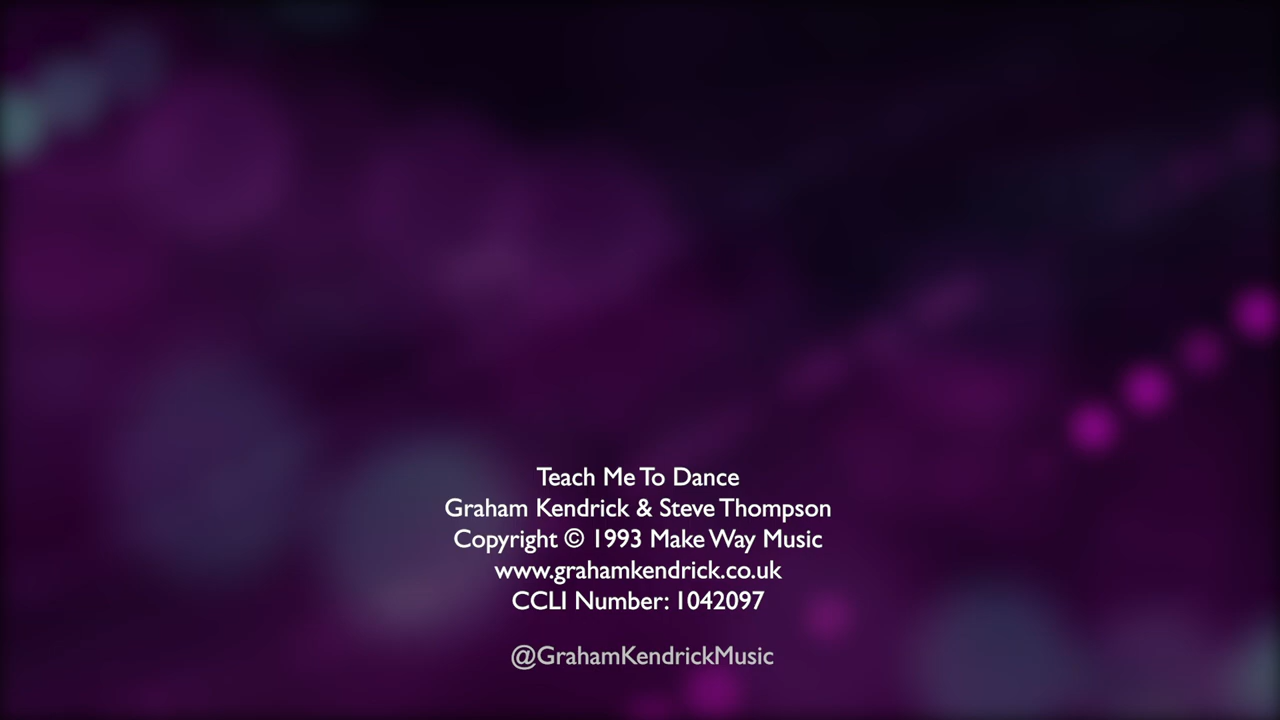 Teach Me To Dance
Graham Kendrick & Steve Thompson
Copyright © 1993 Make Way Music
www.grahamkendrick.co.uk
CCLI Number: 1042097
@GrahamKendrickMusic